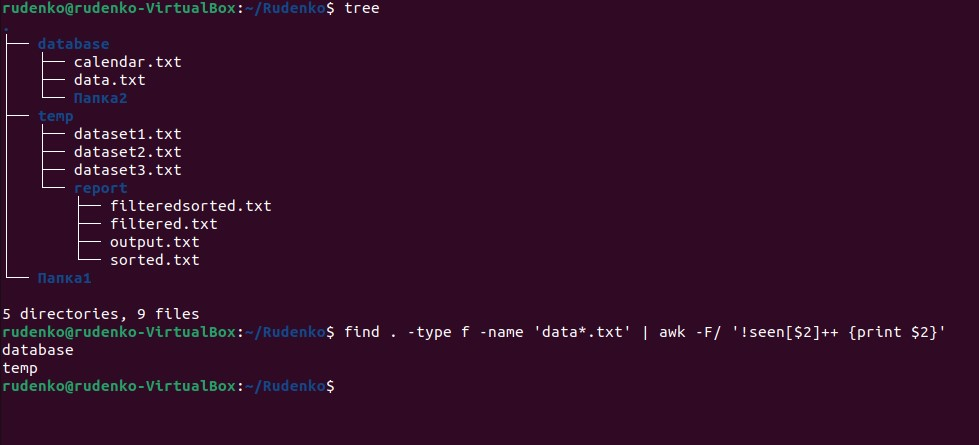 rudenko@rudenko-VirtualBox:~/Rudenko$ tree
.
├── database
│   ├── calendar.txt
│   ├── data.txt
│   └── Папка2
├── temp
│   ├── dataset1.txt
│   ├── dataset2.txt
│   ├── dataset3.txt
│   └── report
│       ├── filteredsorted.txt
│       ├── filtered.txt
│       ├── output.txt
│       └── sorted.txt
└── Папка1

5 directories, 9 files
rudenko@rudenko-VirtualBox:~/Rudenko$ find . -type f -name 'data*.txt' | awk -F/ '!seen[$2]++ {print $2}'
database
temp
rudenko@rudenko-VirtualBox:~/Rudenko$